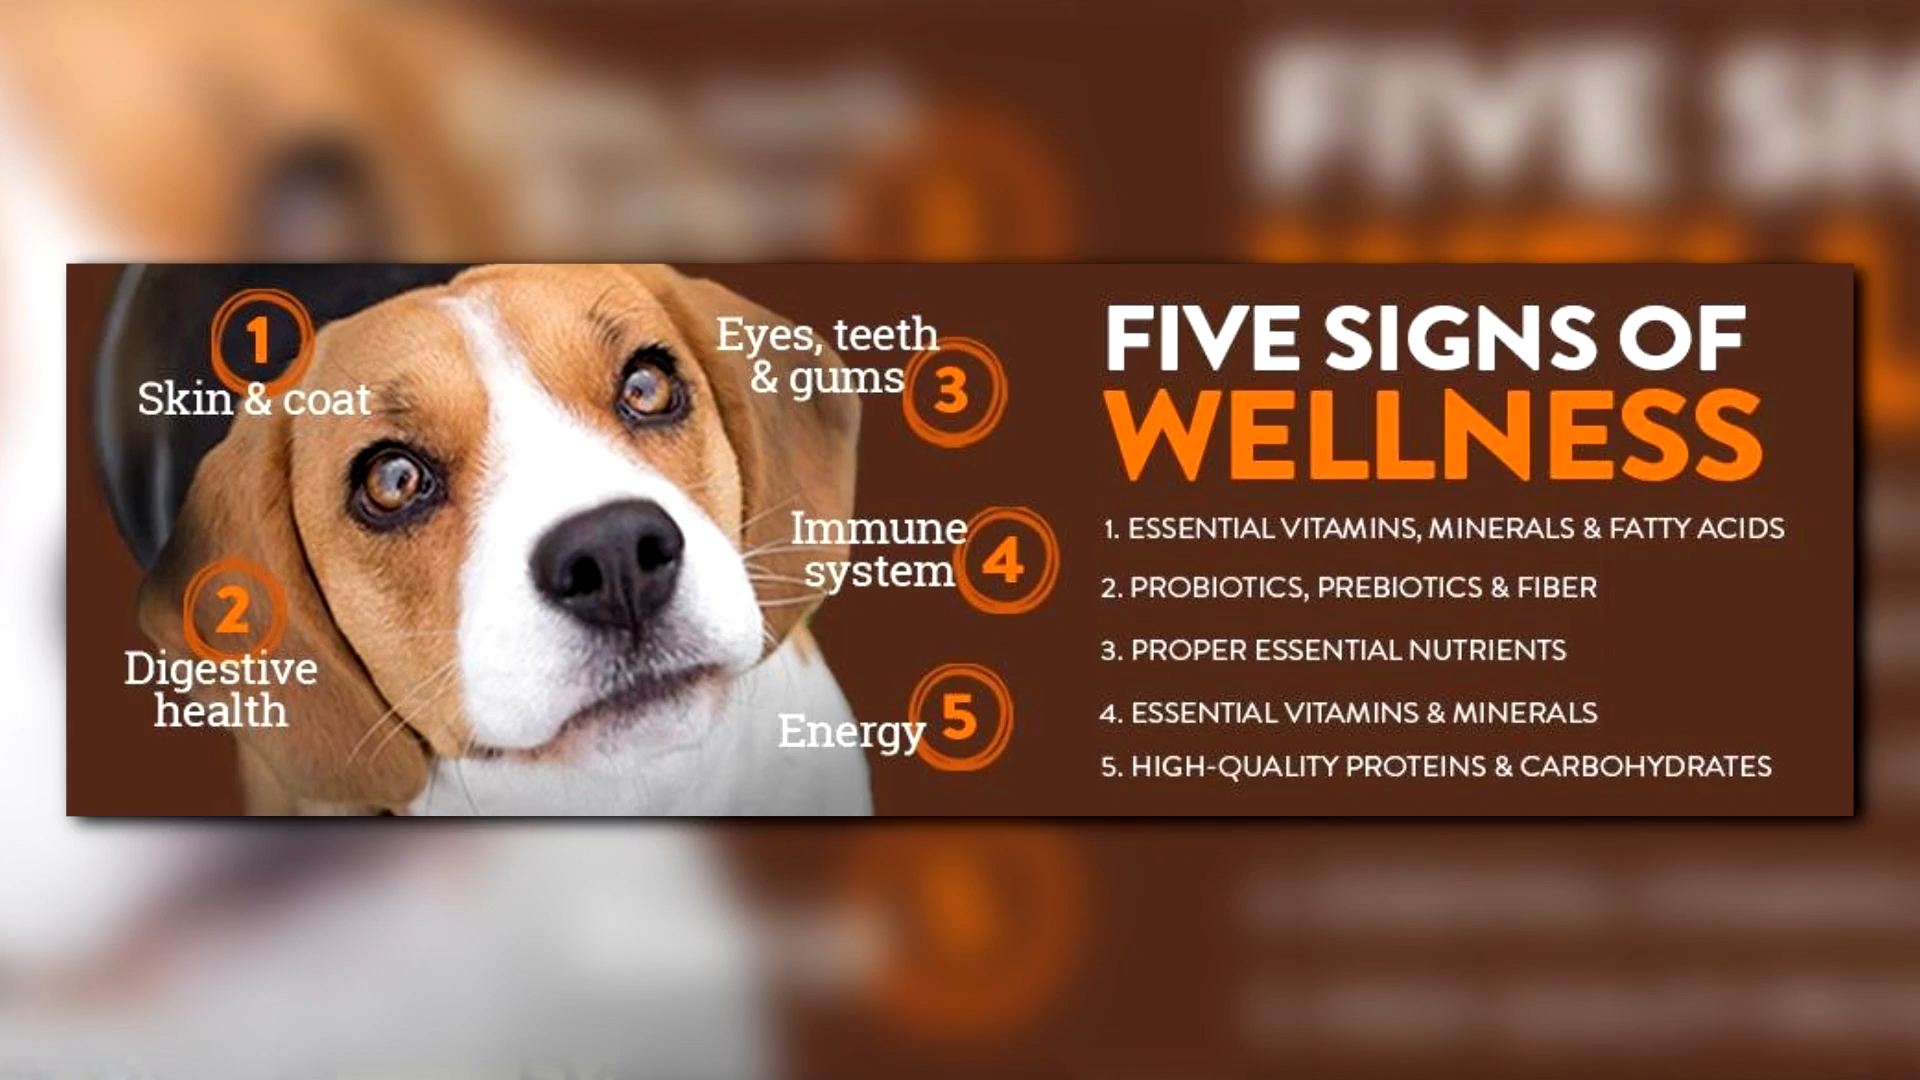 1
Skin & coat
2
Digestive
health
Eyes, teeth
& gums
3
Immune
system
4
Energy
5
FIVE SIGNS OF
WELLNESS
1. ESSENTIAL VITAMINS, MINERALS & FATTY ACIDS
2. PROBIOTICS, PREBIOTICS & FIBER
3. PROPER ESSENTIAL NUTRIENTS
4. ESSENTIAL VITAMINS & MINERALS
5. HIGH-QUALITY PROTEINS & CARBOHYDRATES